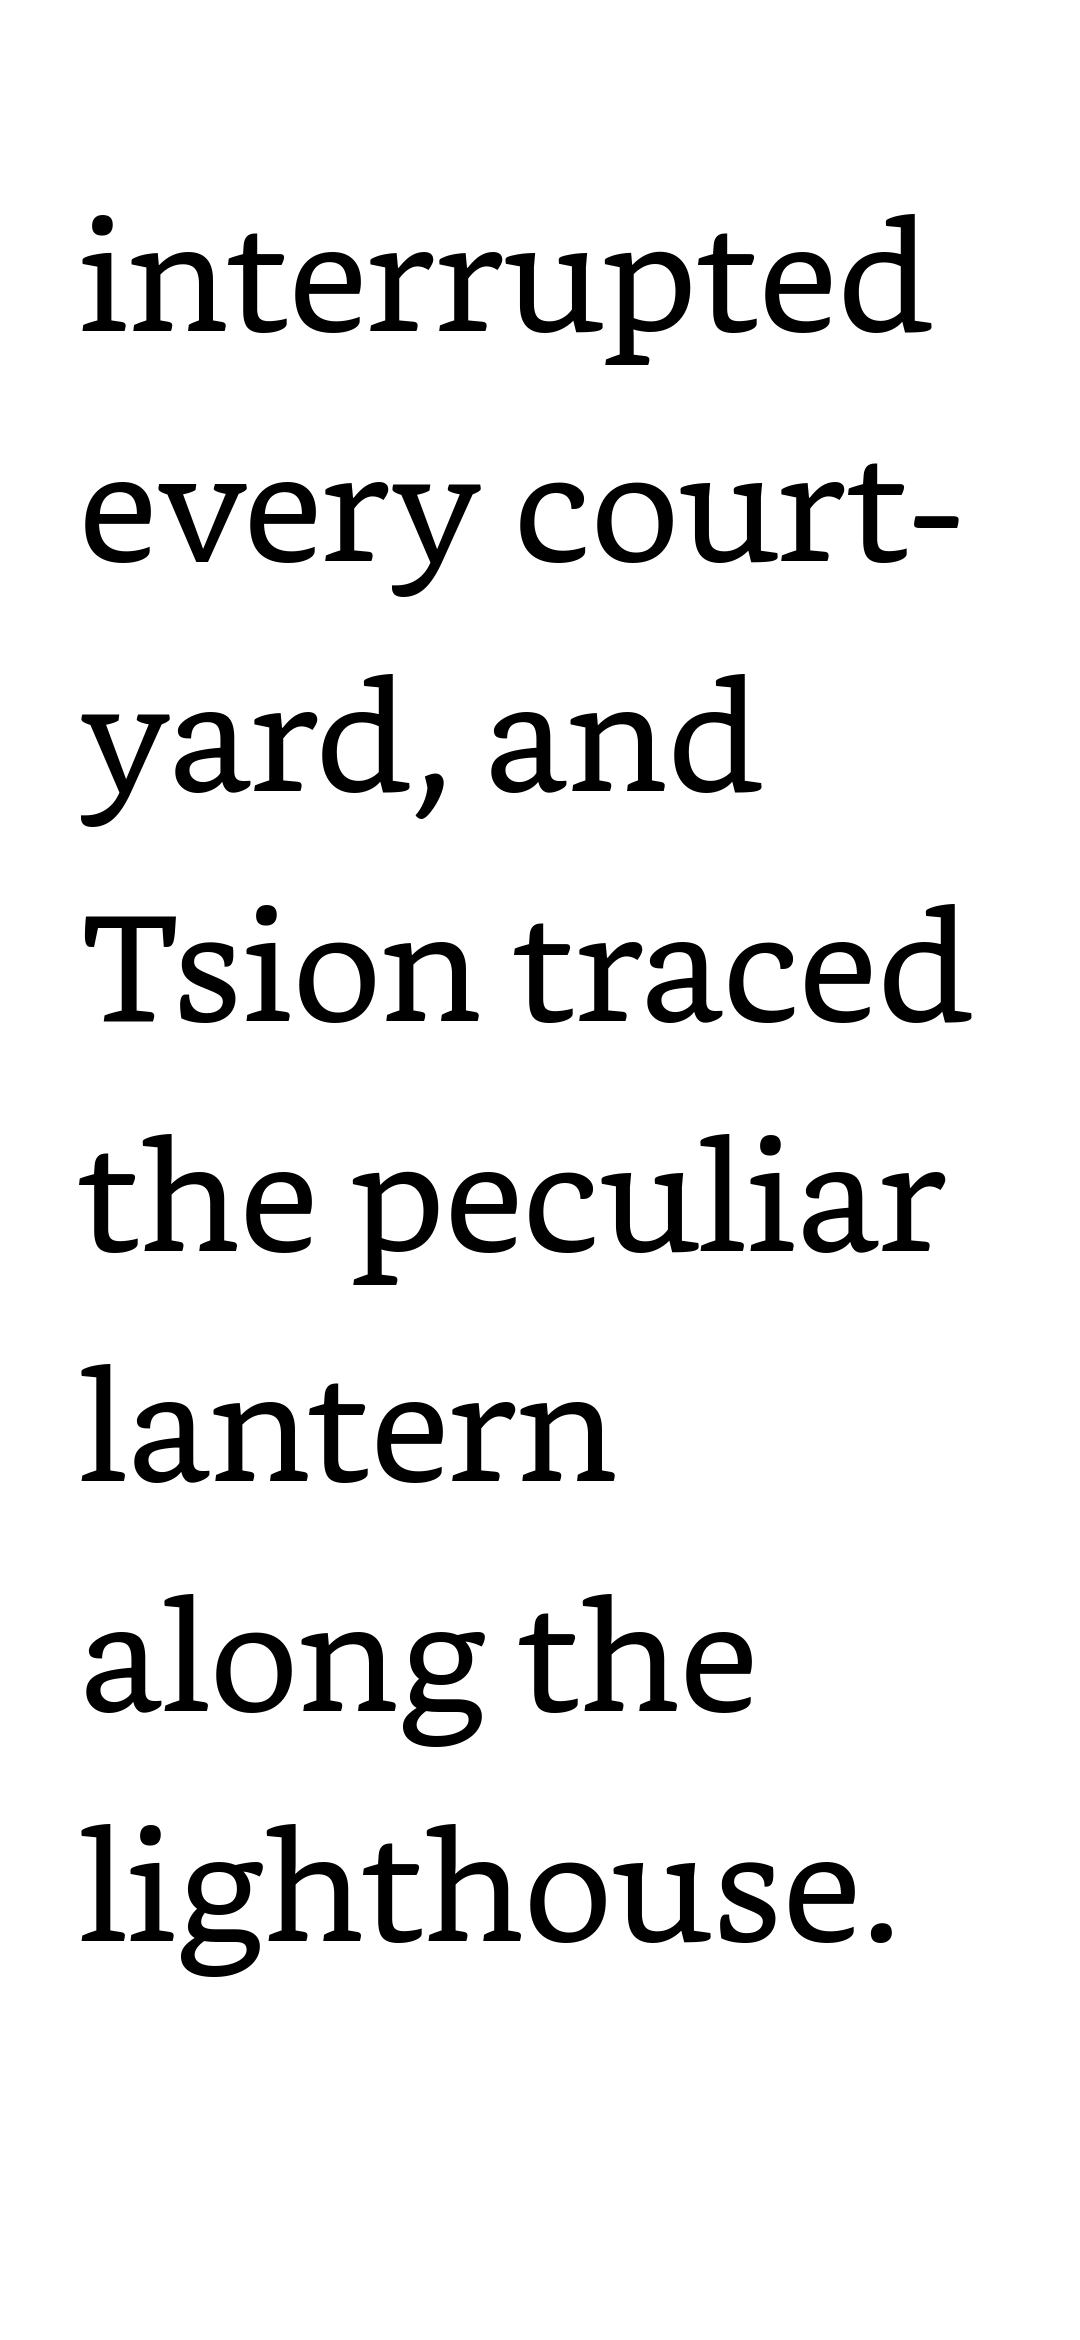 interrupted
every court-
yard, and
Tsion traced
the peculiar
lantern
along the
lighthouse.